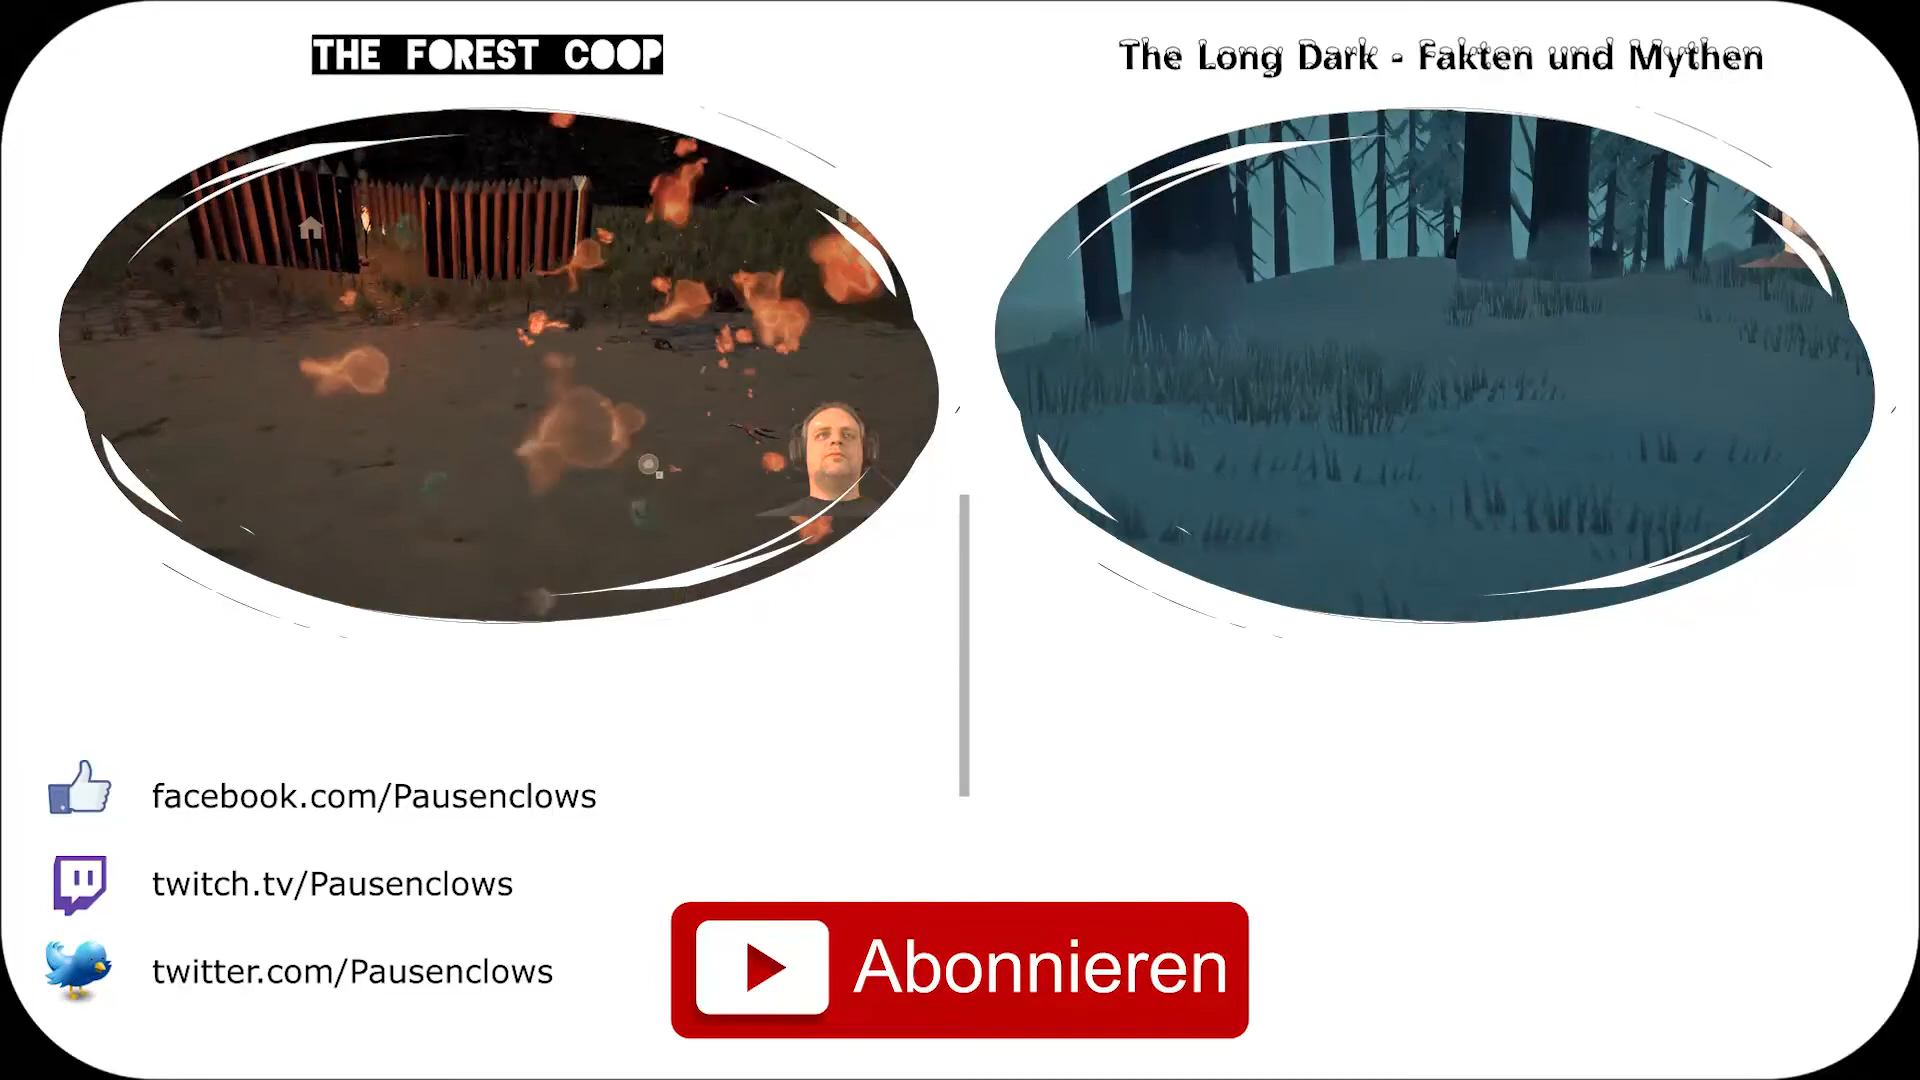 THE FOREST COOP
The Long Dark - Fakten und Mythen
facebook.com/Pausenclows
twitch.tv/Pausenclows
twitter.com/Pausenclows
Abonnieren